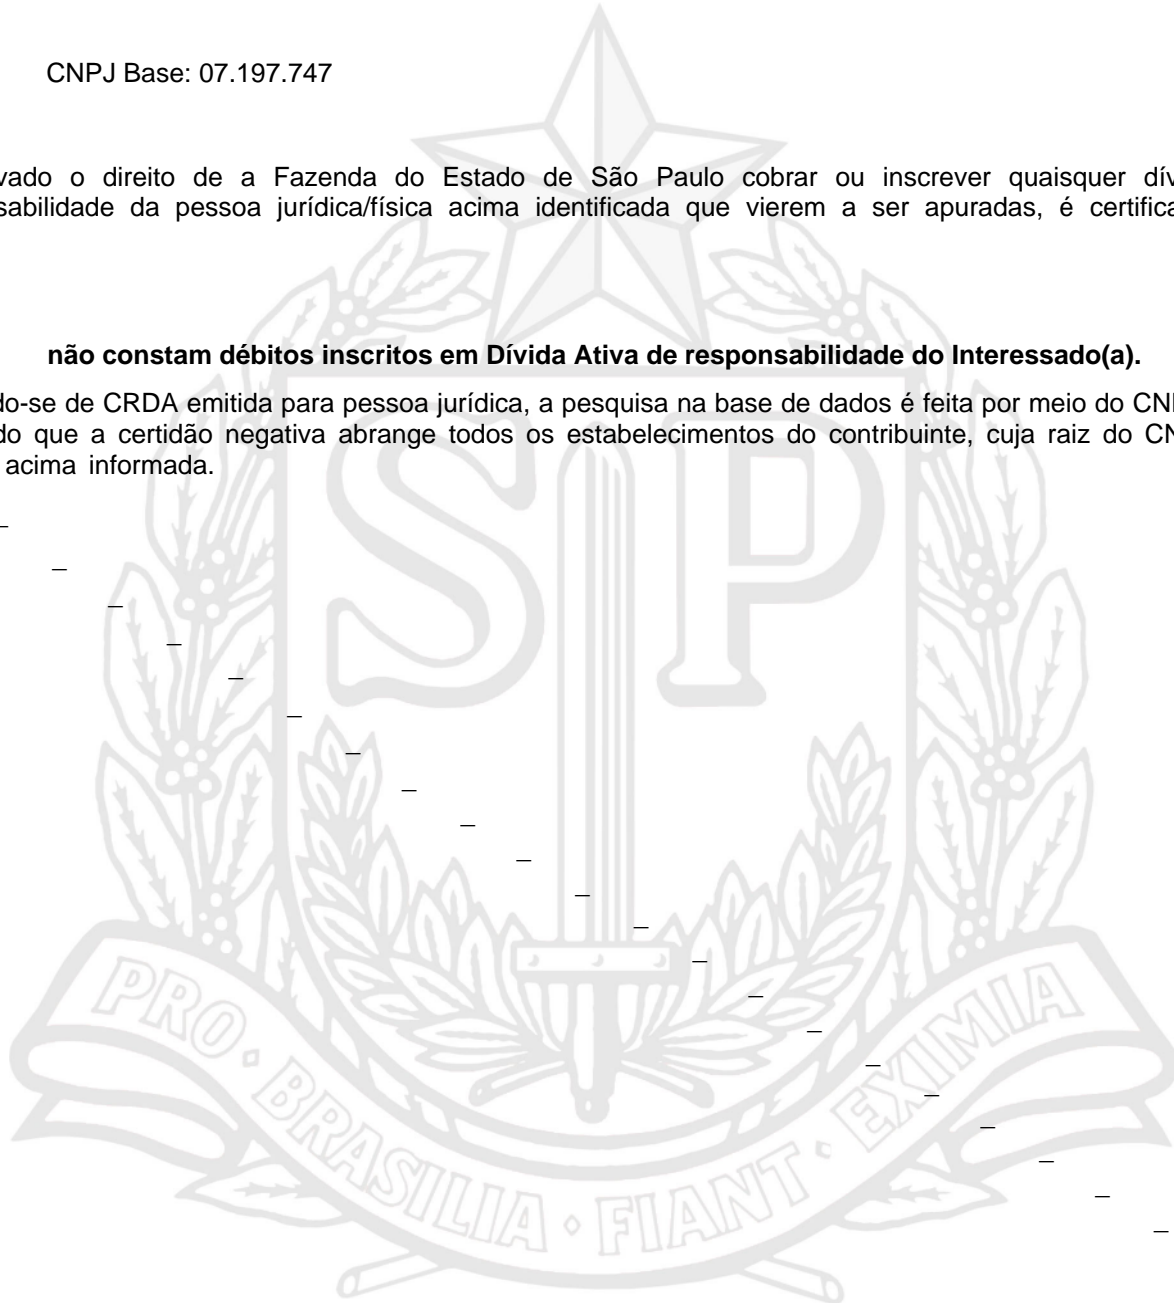 CNPJ Base: 07.197.747
vado o direito de a Fazenda do Estado de São Paulo cobrar ou inscrever quaisquer dív
sabilidade da pessoa jurídica/física acima identificada que vierem a ser apuradas, é certifica
não constam débitos inscritos em Dívida Ativa de responsabilidade do Interessado(a).
do-se de CRDA emitida para pessoa jurídica, a pesquisa na base de dados é feita por meio do CN
do que a certidão negativa abrange todos os estabelecimentos do contribuinte, cuja raiz do CN
acima informada.
SP
PRO · BRASILIA · FIANT · EXIMIA